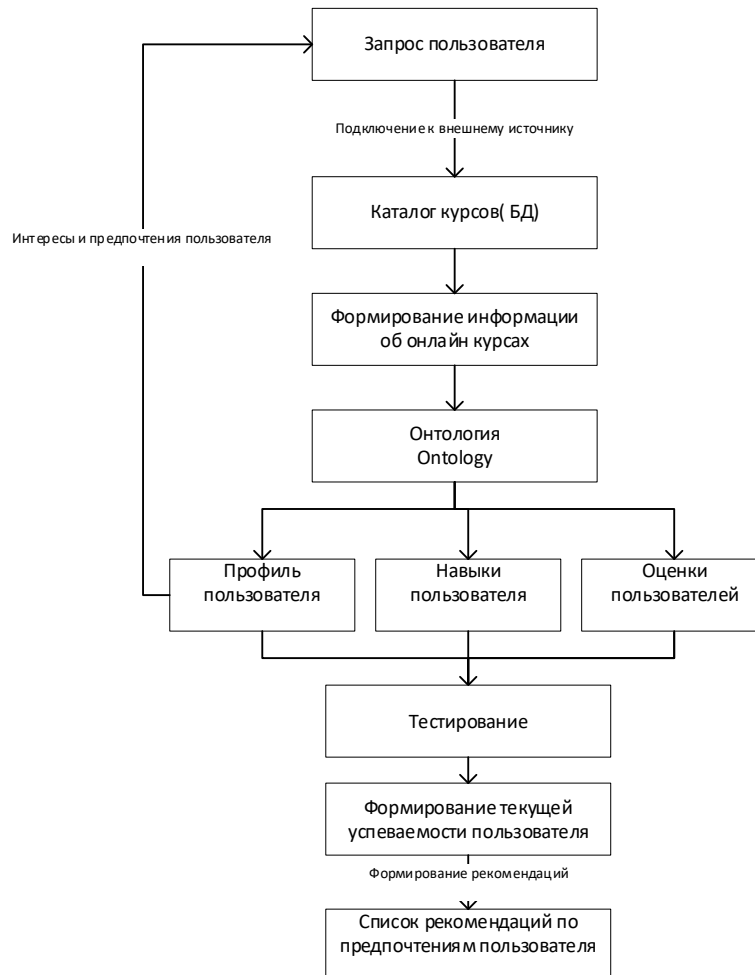 Запрос пользователя
Подключение к внешнему источнику
Каталог курсов( БД)
Интересы и предпочтения пользователя
Формирование информации
об онлайн курсах
Онтология
Ontology
Профиль
пользователя
Навыки
пользователя
Оценки
пользователей
Тестирование
Формирование текущей
успеваемости пользователя
Формирование рекомендаций
Список рекомендаций по
предпочтениям пользователя